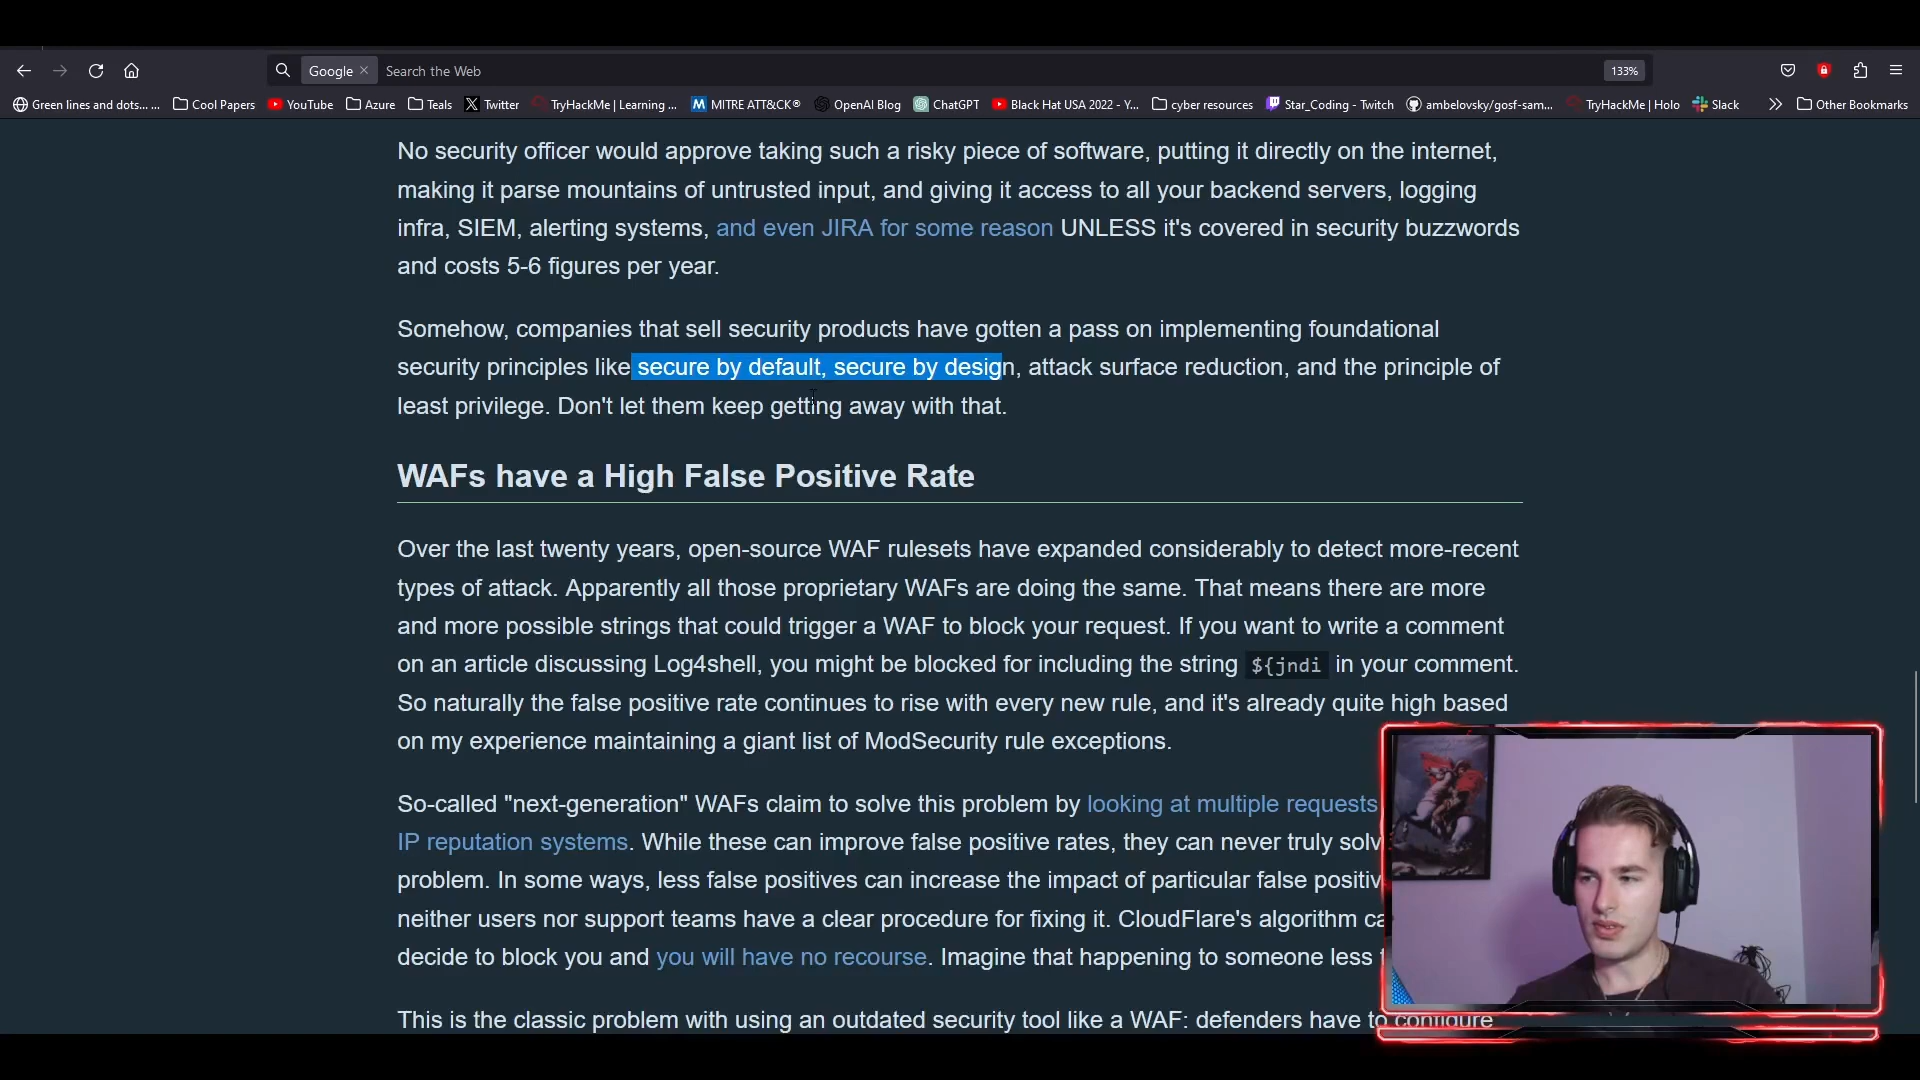 Google
Search the Web
133%
Green lines and dots... ...
Cool Papers
YouTube
Azure
Teals
Twitter
TryHackMe | Learning ...
MITRE ATT&CK®
OpenAI Blog
ChatGPT
Black Hat USA 2022 - Y...
cyber resources
Star_Coding - Twitch
ambelovsky/gosf-sam...
TryHackMe | Holo
Slack
Other Bookmarks
No security officer would approve taking such a risky piece of software, putting it directly on the internet,
making it parse mountains of untrusted input, and giving it access to all your backend servers, logging
infra, SIEM, alerting systems, and even JIRA for some reason UNLESS it's covered in security buzzwords
and costs 5-6 figures per year.
Somehow, companies that sell security products have gotten a pass on implementing foundational
security principles like secure by default, secure by design, attack surface reduction, and the principle of
least privilege. Don't let them keep getting away with that.
WAFs have a High False Positive Rate
Over the last twenty years, open-source WAF rulesets have expanded considerably to detect more-recent
types of attack. Apparently all those proprietary WAFs are doing the same. That means there are more
and more possible strings that could trigger a WAF to block your request. If you want to write a comment
on an article discussing Log4shell, you might be blocked for including the string ${jndi in your comment.
So naturally the false positive rate continues to rise with every new rule, and it's already quite high based
on my experience maintaining a giant list of ModSecurity rule exceptions.
So-called "next-generation" WAFs claim to solve this problem by looking at multiple requests
IP reputation systems. While these can improve false positive rates, they can never truly solv
problem. In some ways, less false positives can increase the impact of particular false positiv
neither users nor support teams have a clear procedure for fixing it. CloudFlare's algorithm ca
decide to block you and you will have no recourse. Imagine that happening to someone less
This is the classic problem with using an outdated security tool like a WAF: defenders have to configure